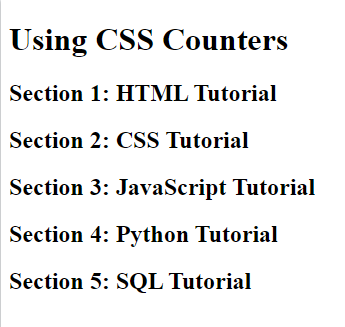 Using CSS Counters
Section 1: HTML Tutorial
Section 2: CSS Tutorial
Section 3: JavaScript Tutorial
Section 4: Python Tutorial
Section 5: SQL Tutorial